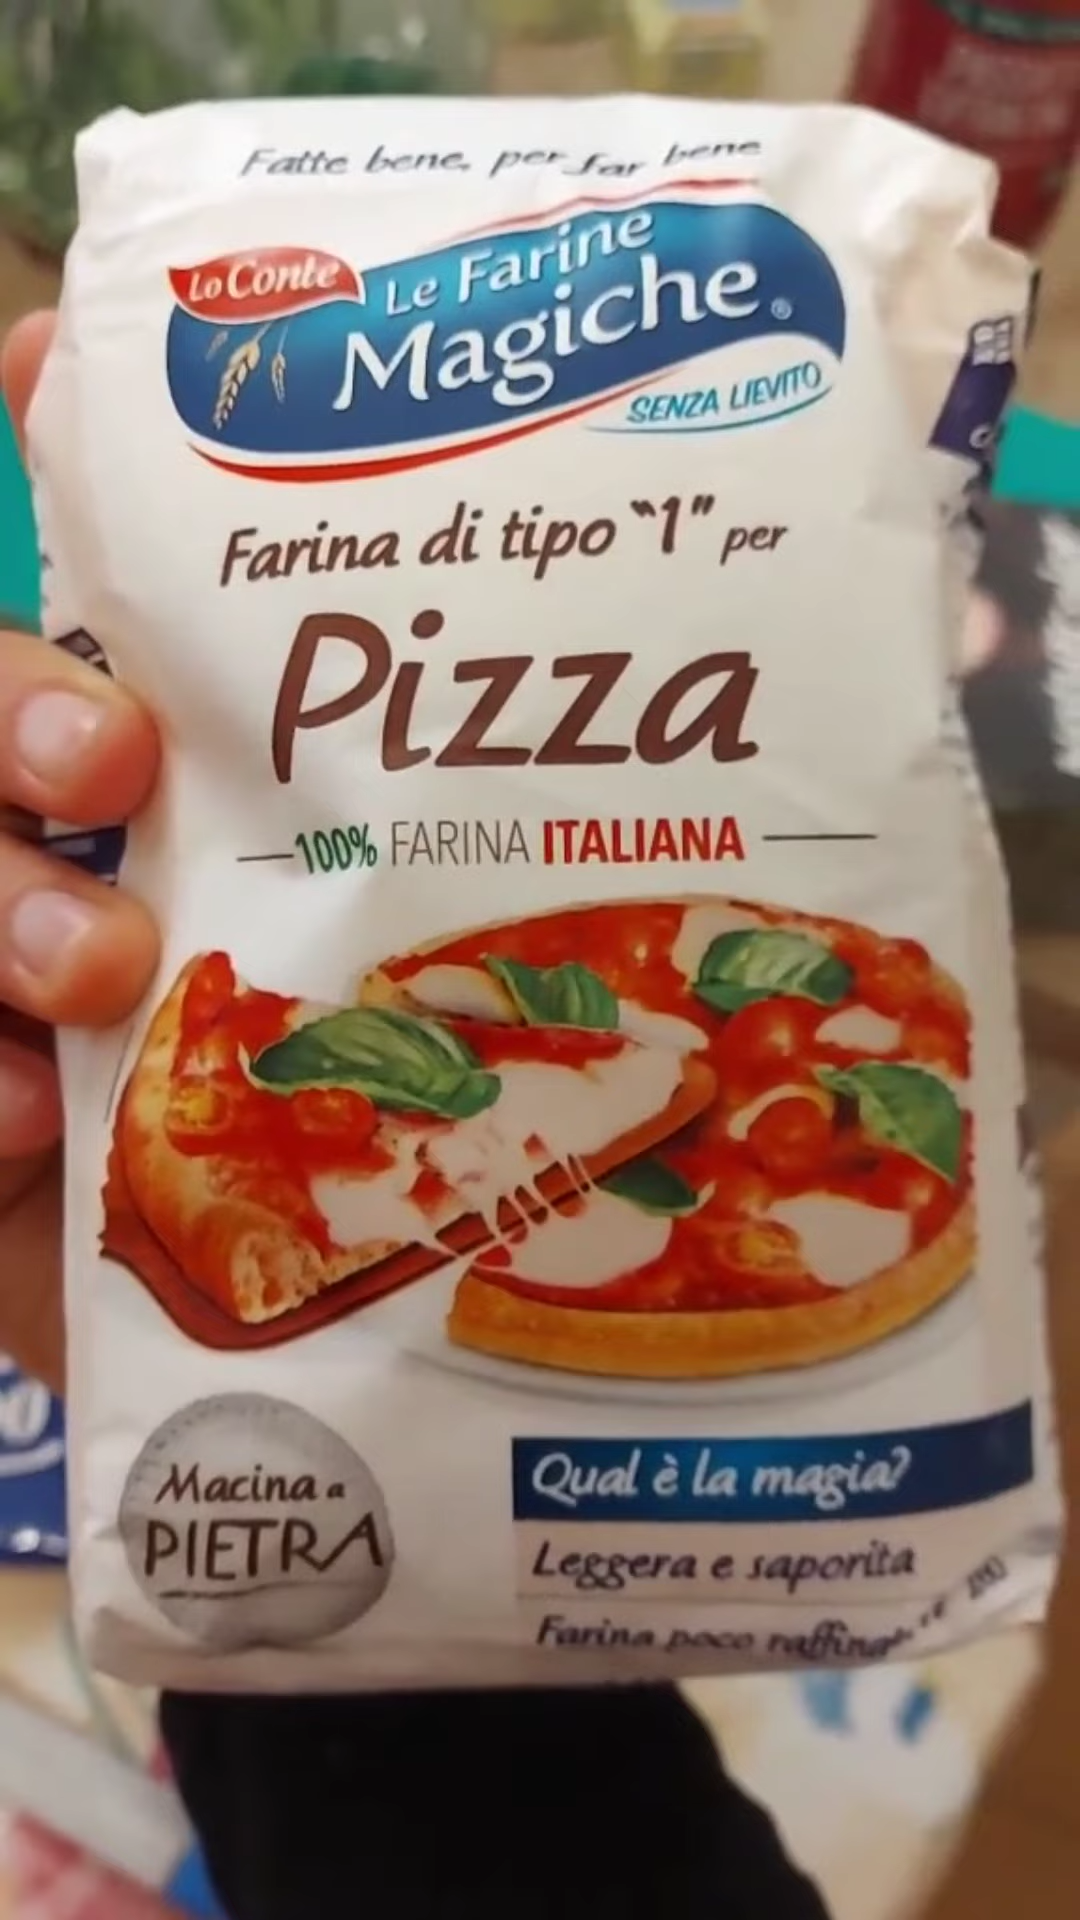 Fatte bene, per far bene
Lo Conte
Le Farine
Magiche®
SENZA LIEVITO
Farina di tipo "1" per
Pizza
100% FARINA ITALIANA
Macina a
PIETRA
Qual è la magia?
Leggera e saporita
Farina poco